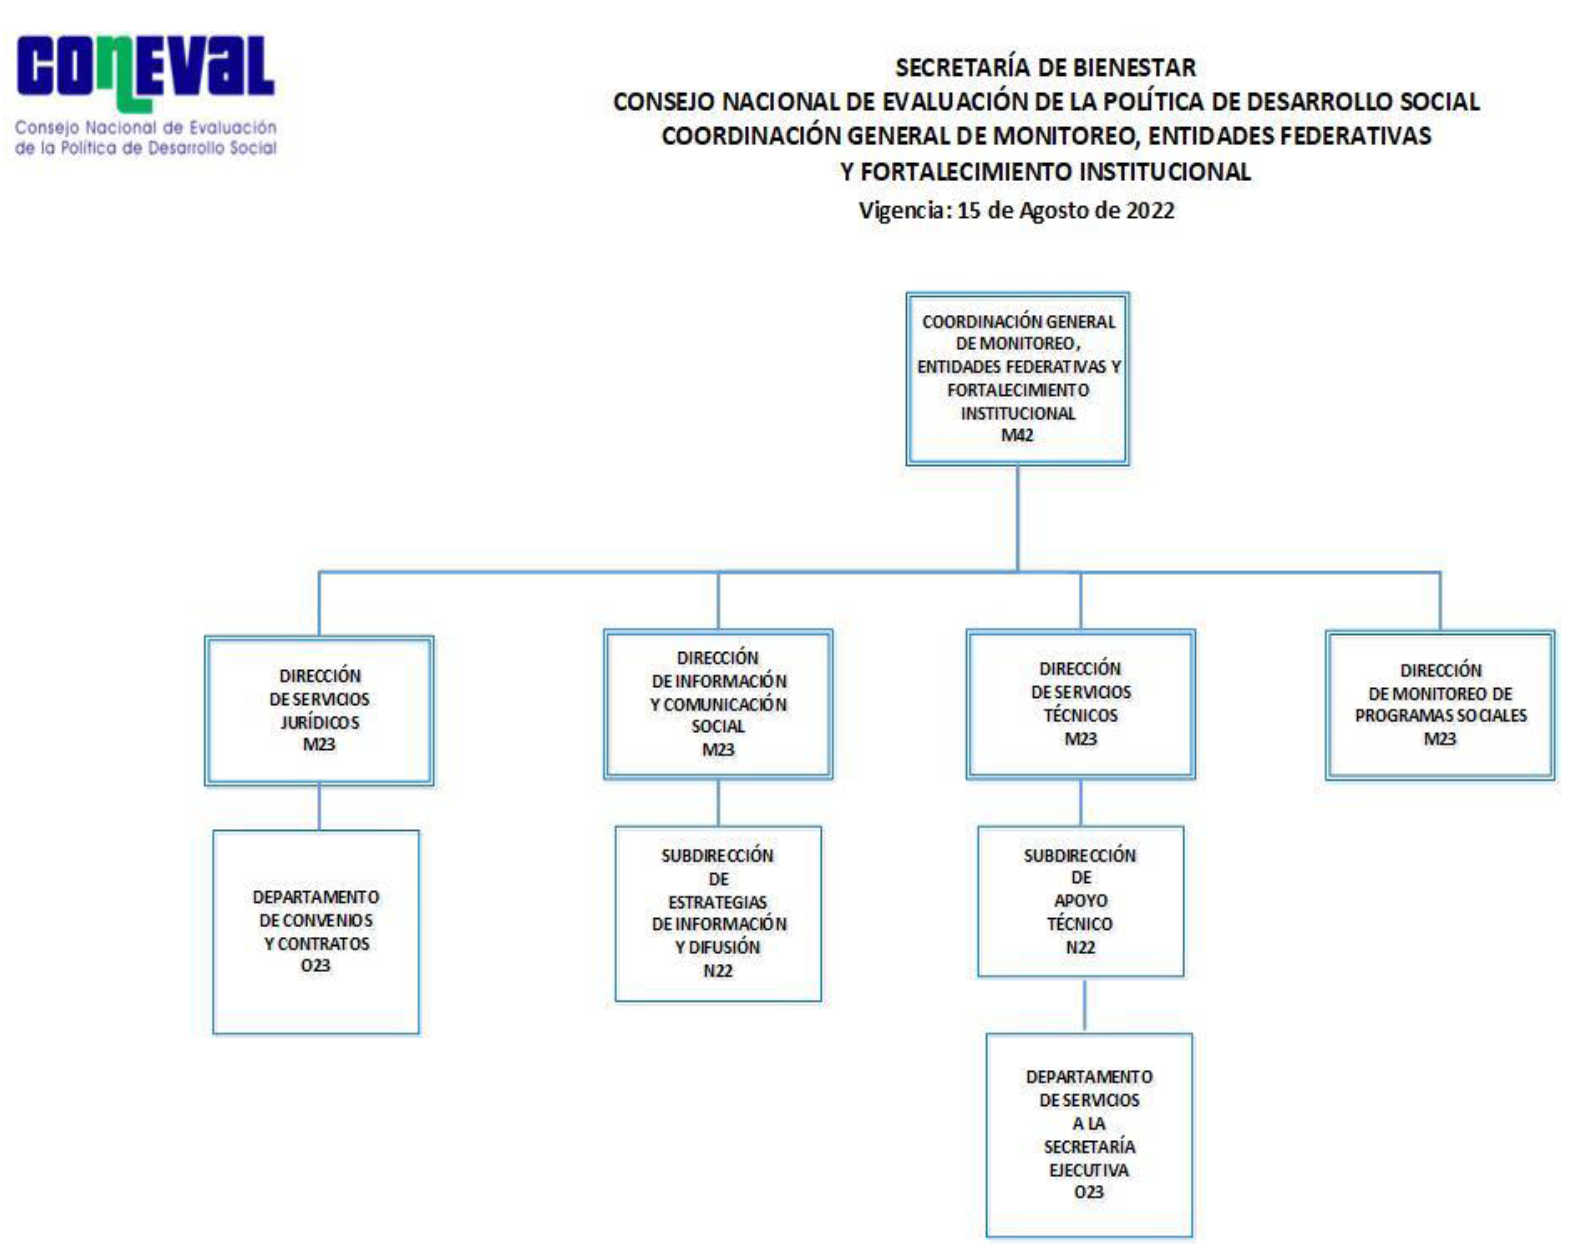 CONEVAL
Consejo Nacional de Evaluación
de la Política de Desarrollo Social
SECRETARÍA DE BIENESTAR
CONSEJO NACIONAL DE EVALUACIÓN DE LA POLÍTICA DE DESARROLLO SOCIAL
COORDINACIÓN GENERAL DE MONITOREO, ENTIDADES FEDERATIVAS
Y FORTALECIMIENTO INSTITUCIONAL
Vigencia: 15 de Agosto de 2022
COORDINACIÓN GENERAL
DE MONITOREO,
ENTIDADES FEDERATIVAS Y
FORTALECIMIENTO
INSTITUCIONAL
M42
DIRECCIÓN
DE SERVICIOS
JURÍDICOS
M23
DIRECCIÓN
DE INFORMACIÓN
Y COMUNICACIÓN
SOCIAL
M23
DIRECCIÓN
DE SERVICIOS
TÉCNICOS
M23
DIRECCIÓN
DE MONITOREO DE
PROGRAMAS SOCIALES
M23
DEPARTAMENTO
DE CONVENIOS
Y CONTRATOS
O23
SUBDIRECCIÓN
DE
ESTRATEGIAS
DE INFORMACIÓN
Y DIFUSIÓN
N22
SUBDIRECCIÓN
DE
APOYO
TÉCNICO
N22
DEPARTAMENTO
DE SERVICIOS
A LA
SECRETARÍA
EJECUTIVA
O23